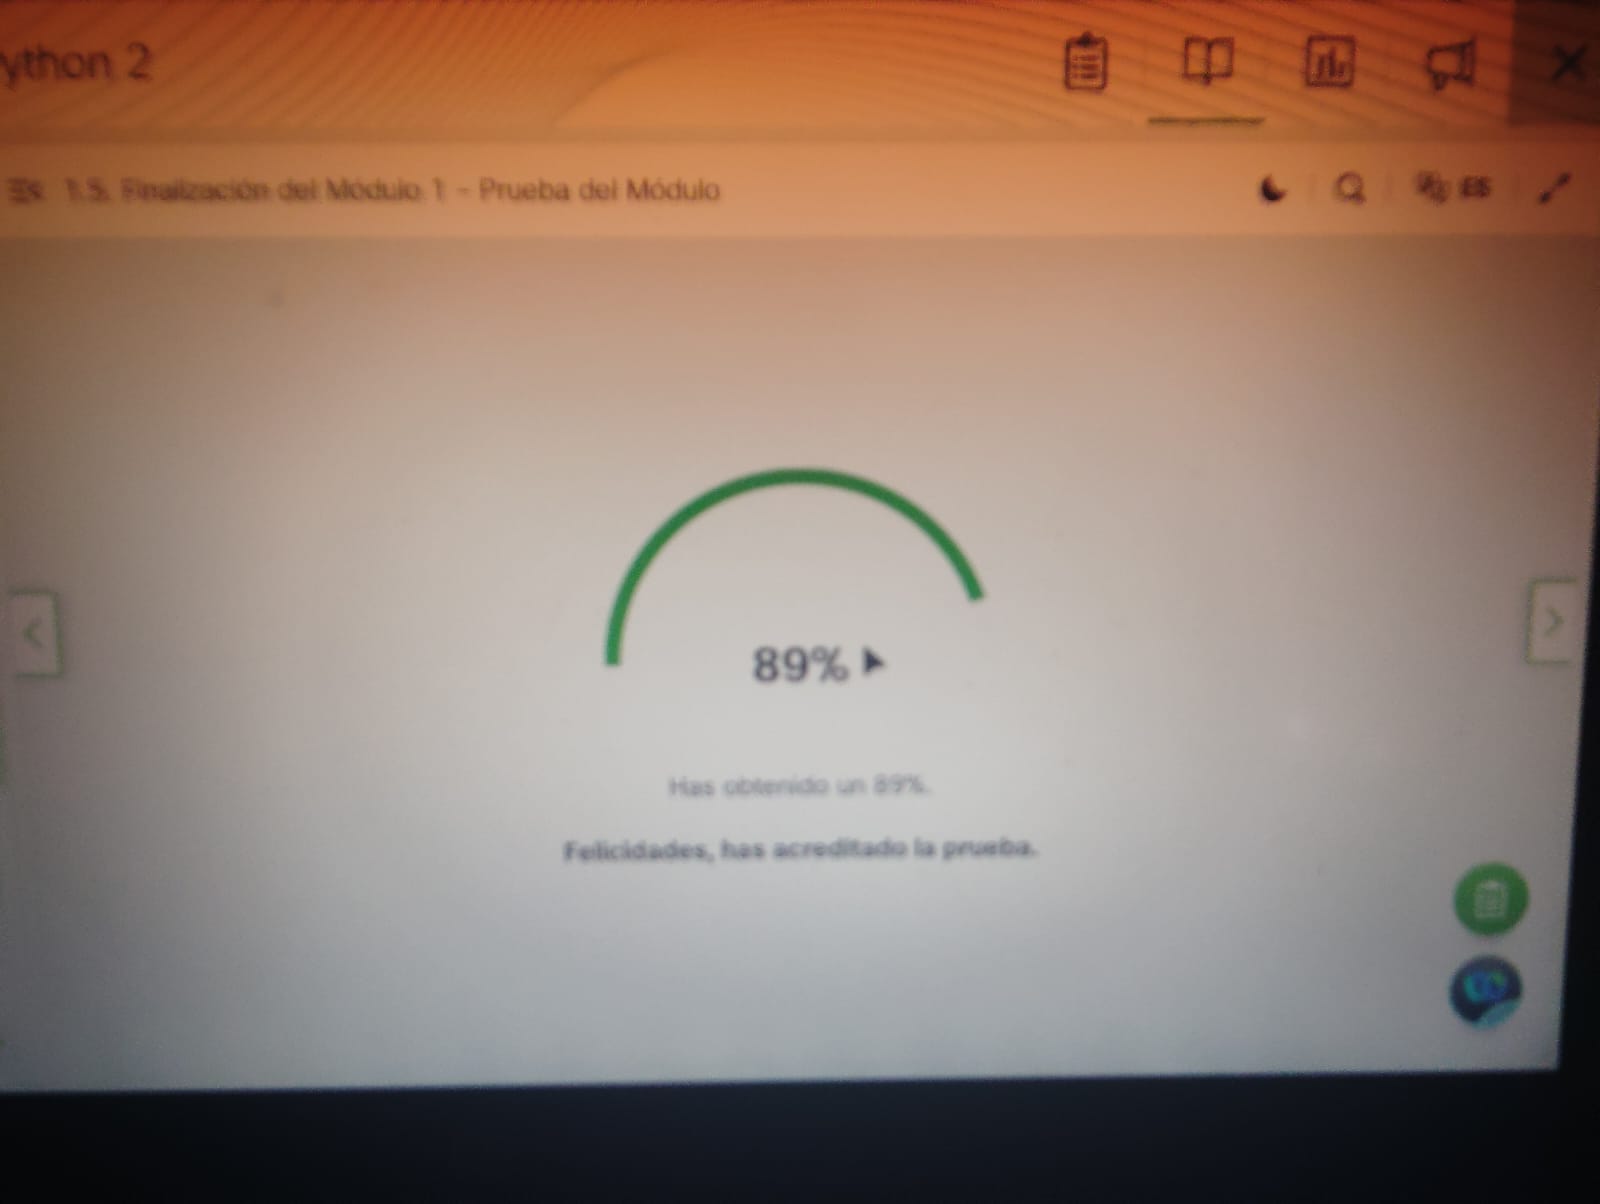 ython 2
1.5. Finalización del Módulo 1 - Prueba del Módulo
ES
89%
Has obtenido un 89%.
Felicidades, has acreditado la prueba.